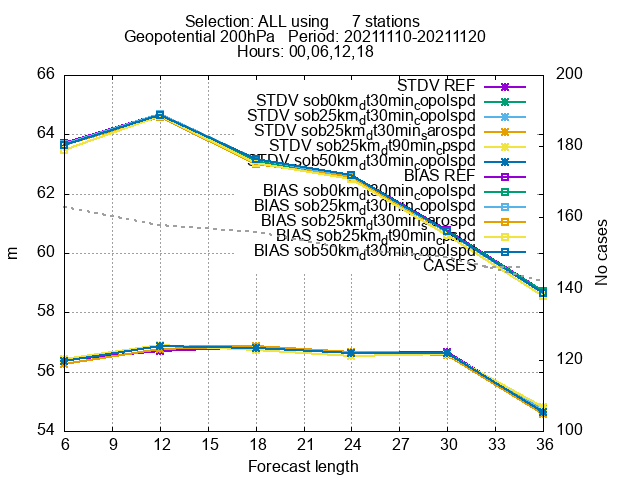 Selection: ALL using 7 stations
Geopotential 200hPa Period: 20211110-20211120
Hours: 00,06,12,18
66
64
62
60
58
56
54
m
200
180
160
140
120
100
No cases
STDV REF
STDV sob0km_dt30min_copolspd
STDV sob25km_dt30min_copolspd
STDV sob25km_dt30min_sarospd
STDV sob25km_dt90min_cpspd
STDV sob50km_dt30min_copolspd
BIAS REF
BIAS sob0km_dt30min_copolspd
BIAS sob25km_dt30min_copolspd
BIAS sob25km_dt30min_sarospd
BIAS sob25km_dt90min_cpspd
BIAS sob50km_dt30min_copolspd
CASES
6 9 12 15 18 21 24 27 30 33 36
Forecast length